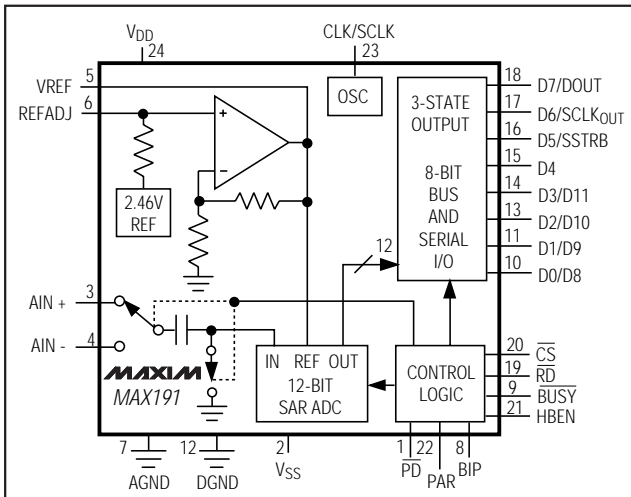 VDD
24
CLK/SCLK
23
VREF 5
REFADJ 6
2.46V
REF
+
−
OSC
3-STATE
OUTPUT
8-BIT
BUS
AND
SERIAL
I/O
18 D7/DOUT
17 D6/SCLKOUT
16 D5/SSTRB
15 D4
14 D3/D11
13 D2/D10
11 D1/D9
10 D0/D8
12
AIN + 3
AIN - 4
MAXIM
MAX191
IN REF OUT
12-BIT
SAR ADC
CONTROL
LOGIC
20 CS
19 RD
9 BUSY
21 HBEN
7
AGND
12
DGND
2
VSS
1
PD
22
PAR
8
BIP